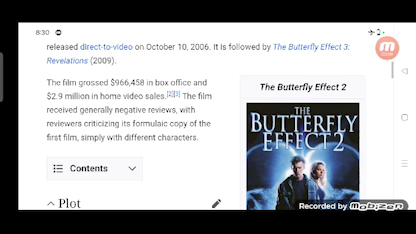 8:30
released direct-to-video on October 10, 2006. It is followed by The Butterfly Effect 3:
Revelations (2009).
The film grossed $966,458 in box office and
$2.9 million in home video sales.[2][3] The film
received generally negative reviews, with
reviewers criticizing its formulaic copy of the
first film, simply with different characters.
Contents
Plot
The Butterfly Effect 2
THE
BUTTERFLY
EFFECT 2
Recorded by mobizen